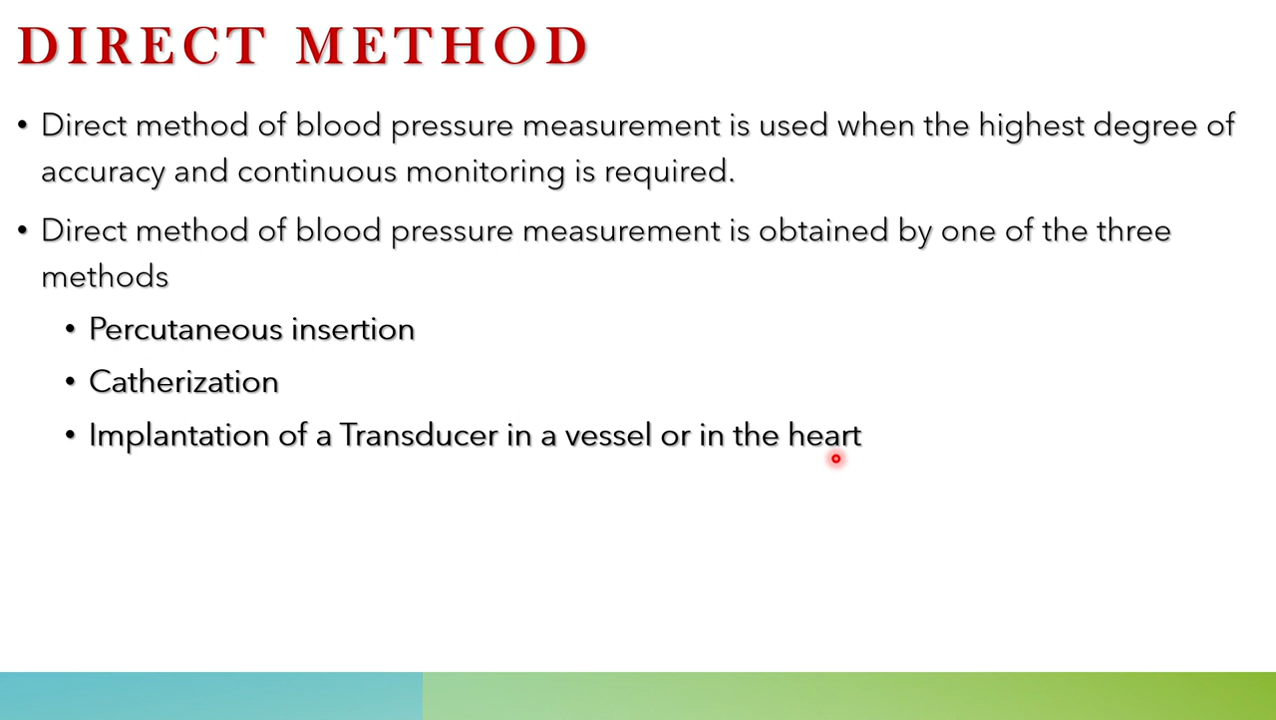 DIRECT METHOD
• Direct method of blood pressure measurement is used when the highest degree of
accuracy and continuous monitoring is required.
• Direct method of blood pressure measurement is obtained by one of the three
methods
• Percutaneous insertion
• Catherization
• Implantation of a Transducer in a vessel or in the heart